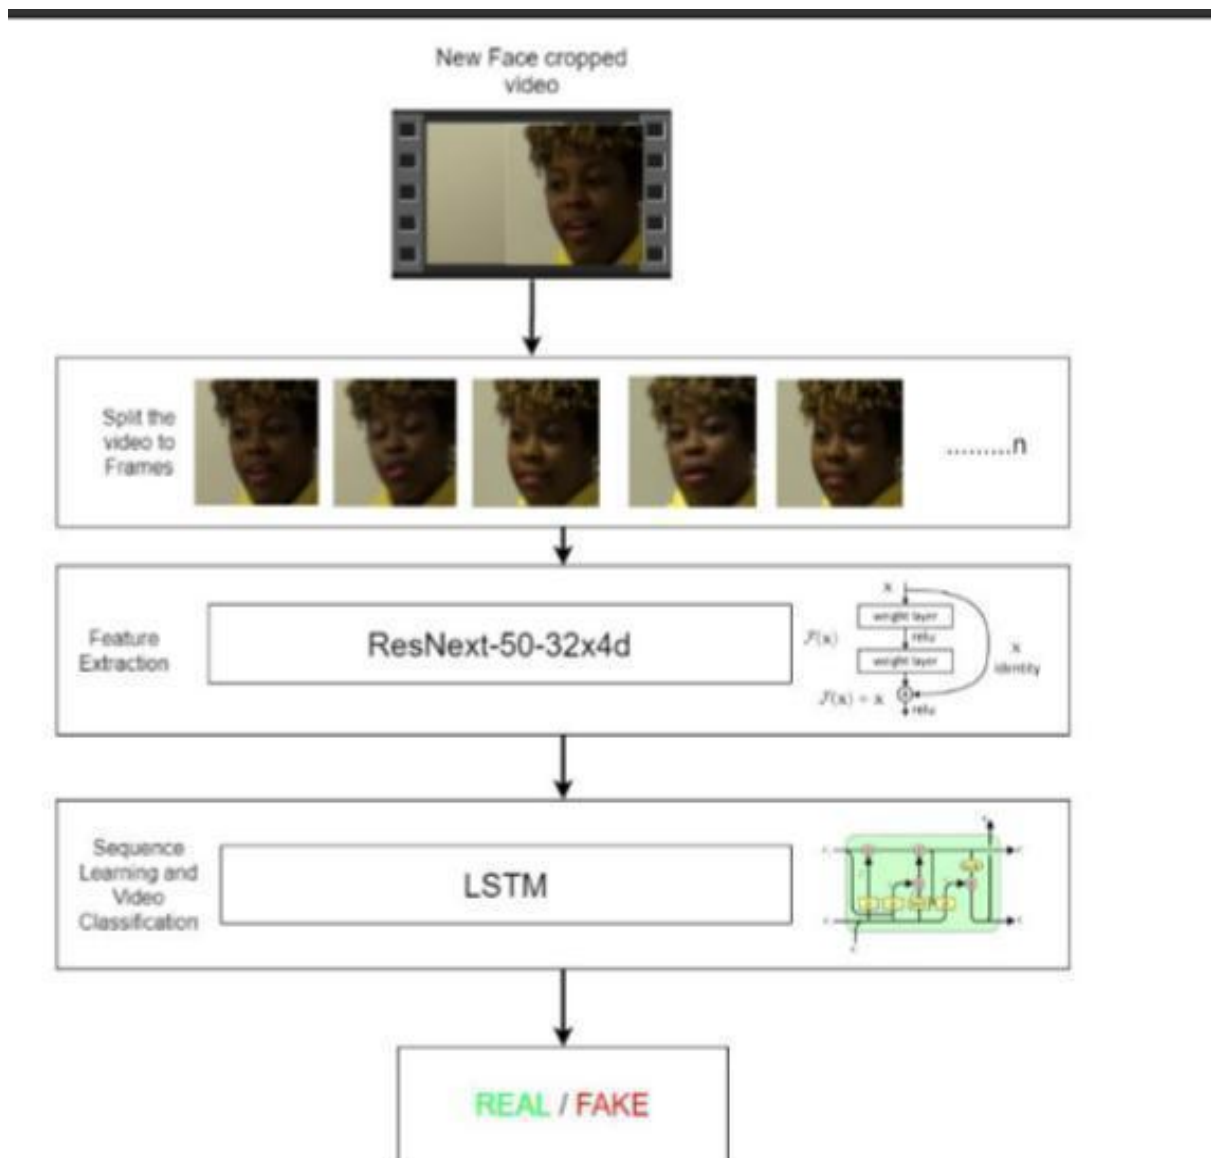 New Face cropped
video
Split the
video to
Frames
.........n
Feature
Extraction
ResNext-50-32x4d
x
weight layer
relu
F(x)
weight layer
x
identity
F(x) + x
relu
Sequence
Learning and
Video
Classification
LSTM
REAL / FAKE